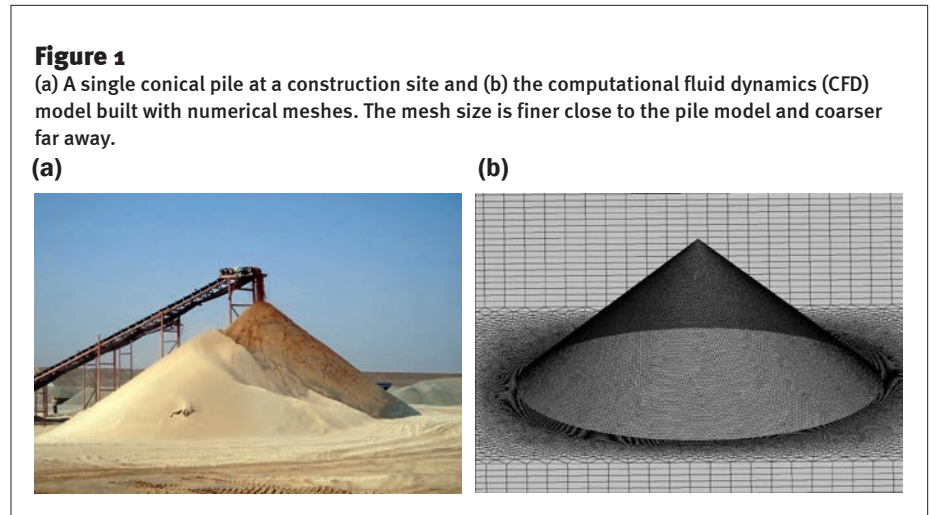 Figure 1
(a) A single conical pile at a construction site and (b) the computational fluid dynamics (CFD)
model built with numerical meshes. The mesh size is finer close to the pile model and coarser
far away.
(a) (b)